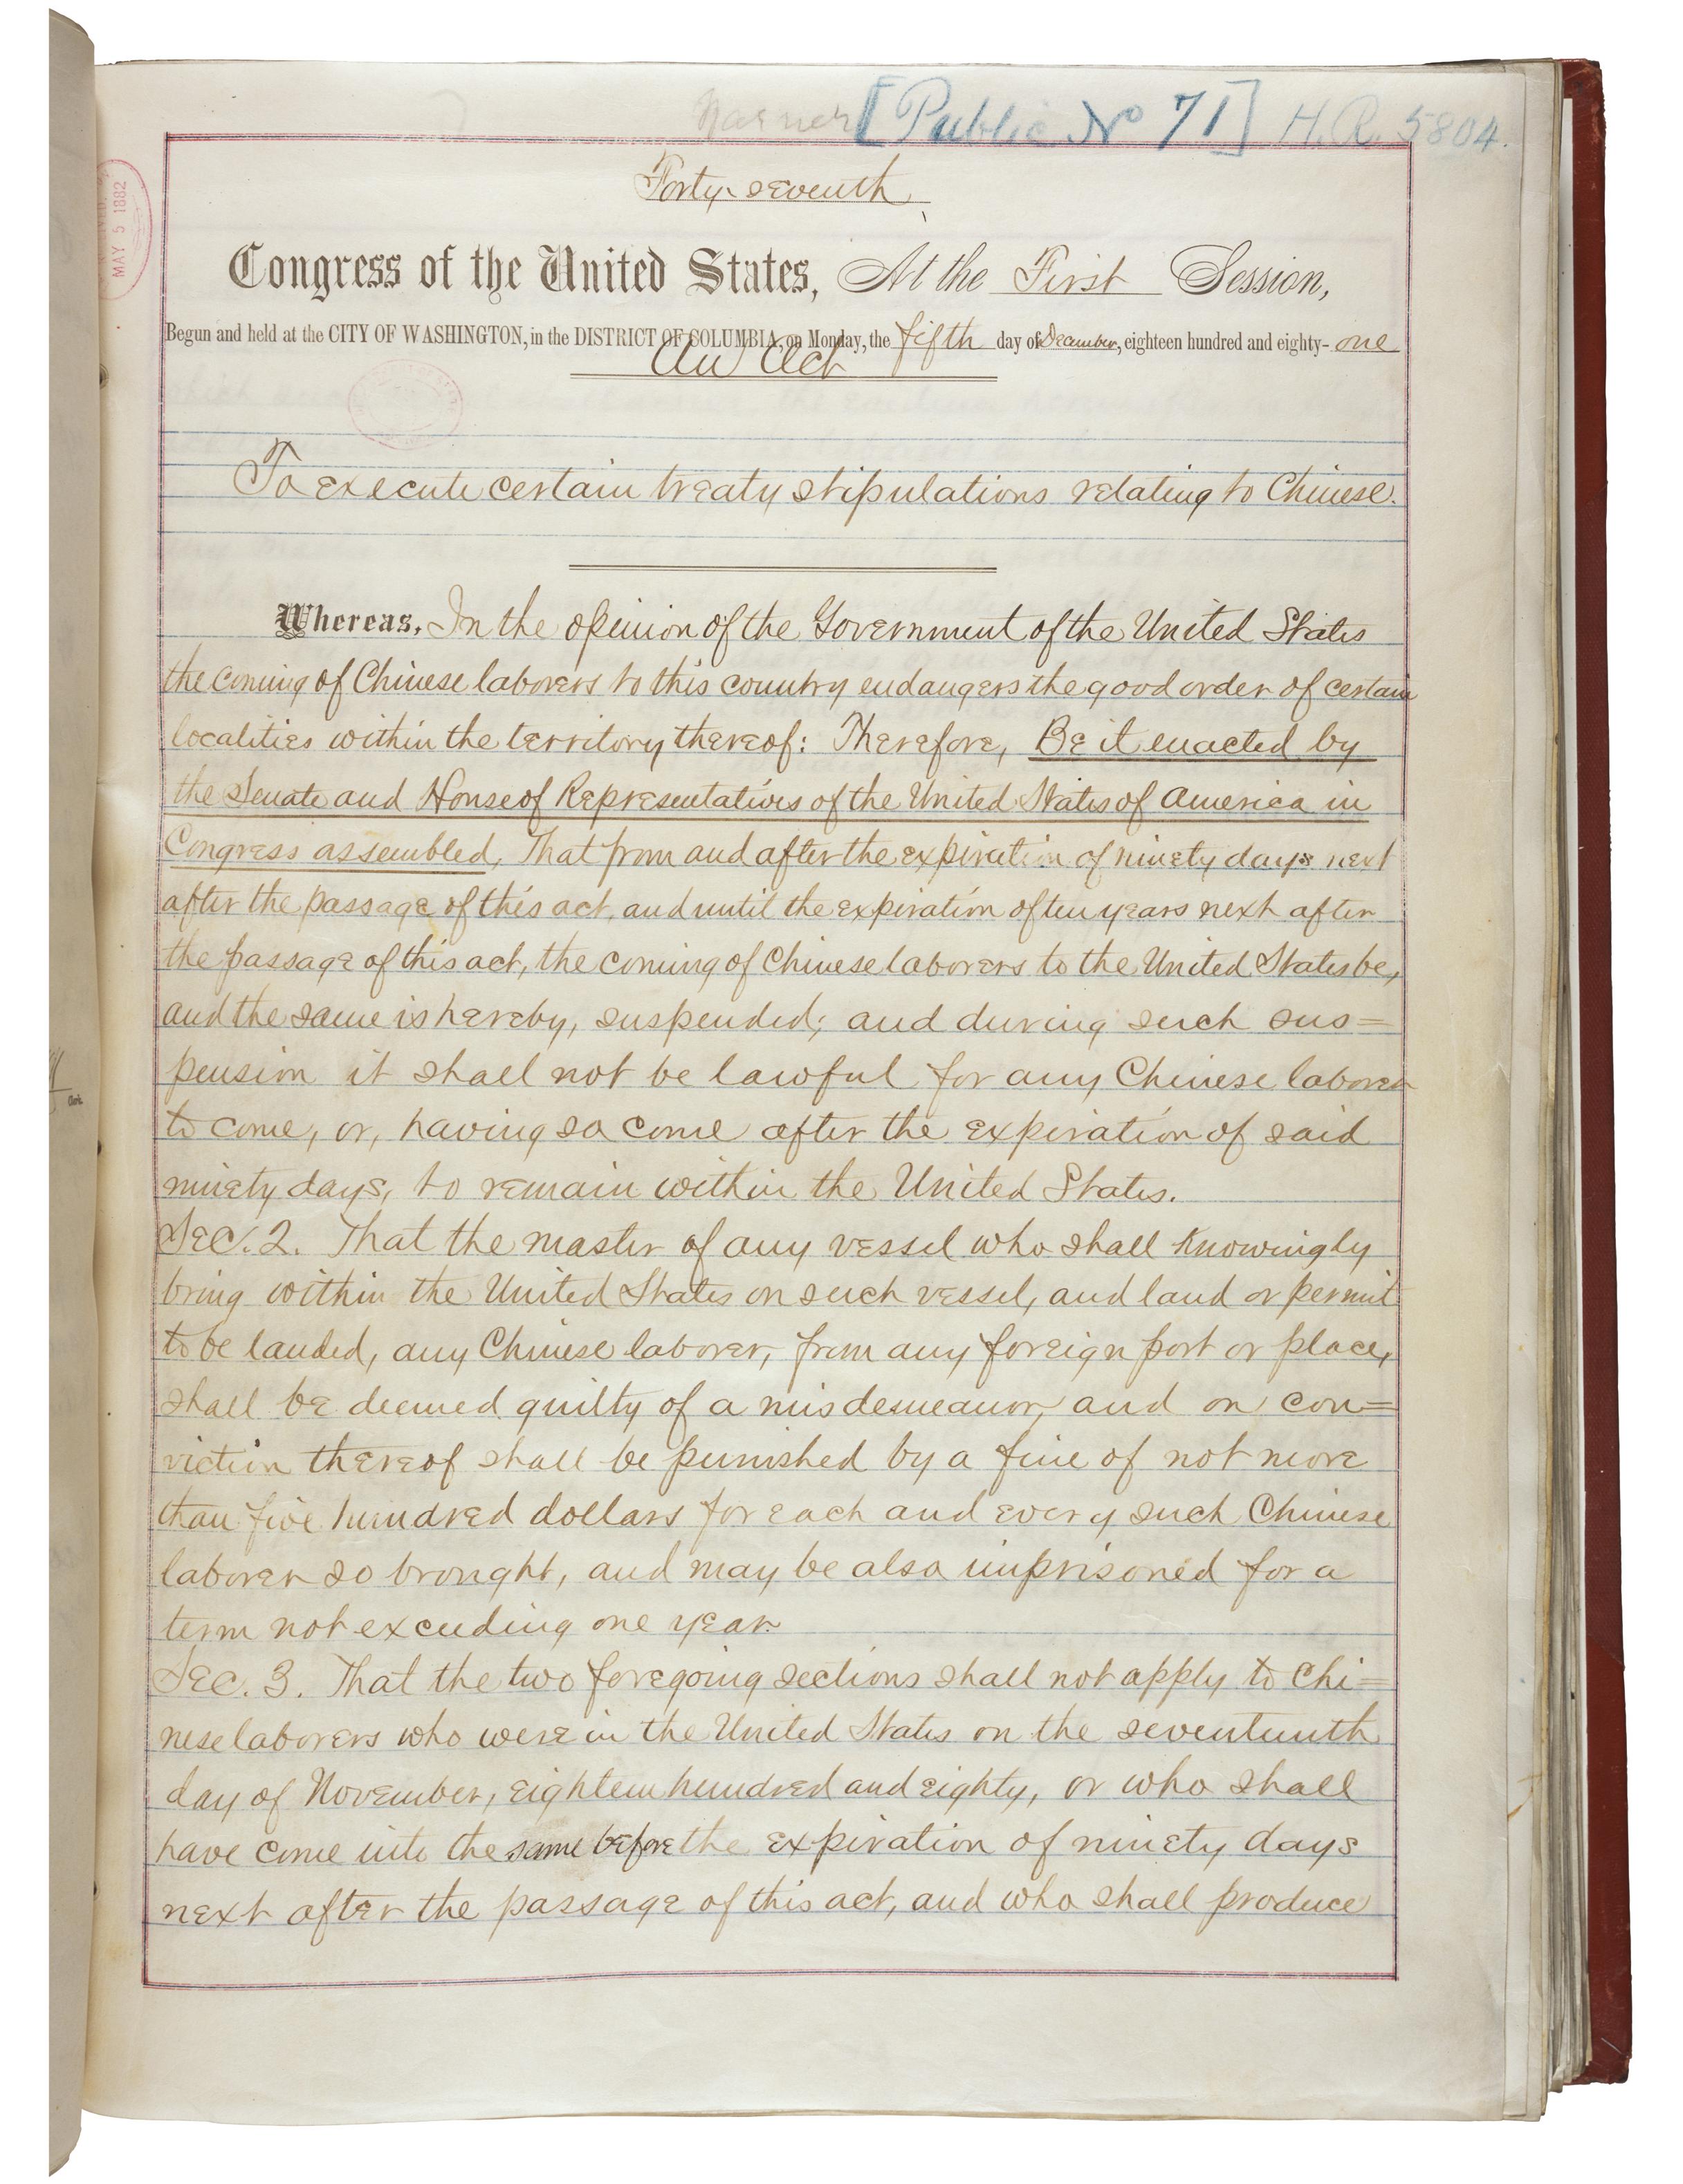 [Public No 71] H.R. 5804.
MAY 5 1882
Forty-seventh
Congress of the United States, At the First Session,
Begun and held at the CITY OF WASHINGTON, in the DISTRICT OF COLUMBIA, on Monday, the fifth day of December, eighteen hundred and eighty-one
An Act
To execute certain treaty stipulations relating to Chinese.
Whereas, In the opinion of the Government of the United States
the coming of Chinese laborers to this country endangers the good order of certain
localities within the territory thereof: Therefore, Be it enacted by
the Senate and House of Representatives of the United States of America in
Congress assembled, That from and after the expiration of ninety days next
after the passage of this act, and until the expiration of ten years next after
the passage of this act, the coming of Chinese laborers to the United States be,
and the same is hereby, suspended; and during such sus=
pension it shall not be lawful for any Chinese laborer
to come, or, having so come after the expiration of said
ninety days, to remain within the United States.
Sec. 2. That the master of any vessel who shall knowingly
bring within the United States on such vessel, and land or permit
to be landed, any Chinese laborer, from any foreign port or place,
shall be deemed guilty of a misdemeanor, and on con=
viction thereof shall be punished by a fine of not more
than five hundred dollars for each and every such Chinese
laborer so brought, and may be also imprisoned for a
term not exceeding one year.
Sec. 3. That the two foregoing sections shall not apply to Chi=
nese laborers who were in the United States on the seventeenth
day of November, eighteen hundred and eighty, or who shall
have come into the same before the expiration of ninety days
next after the passage of this act, and who shall produce